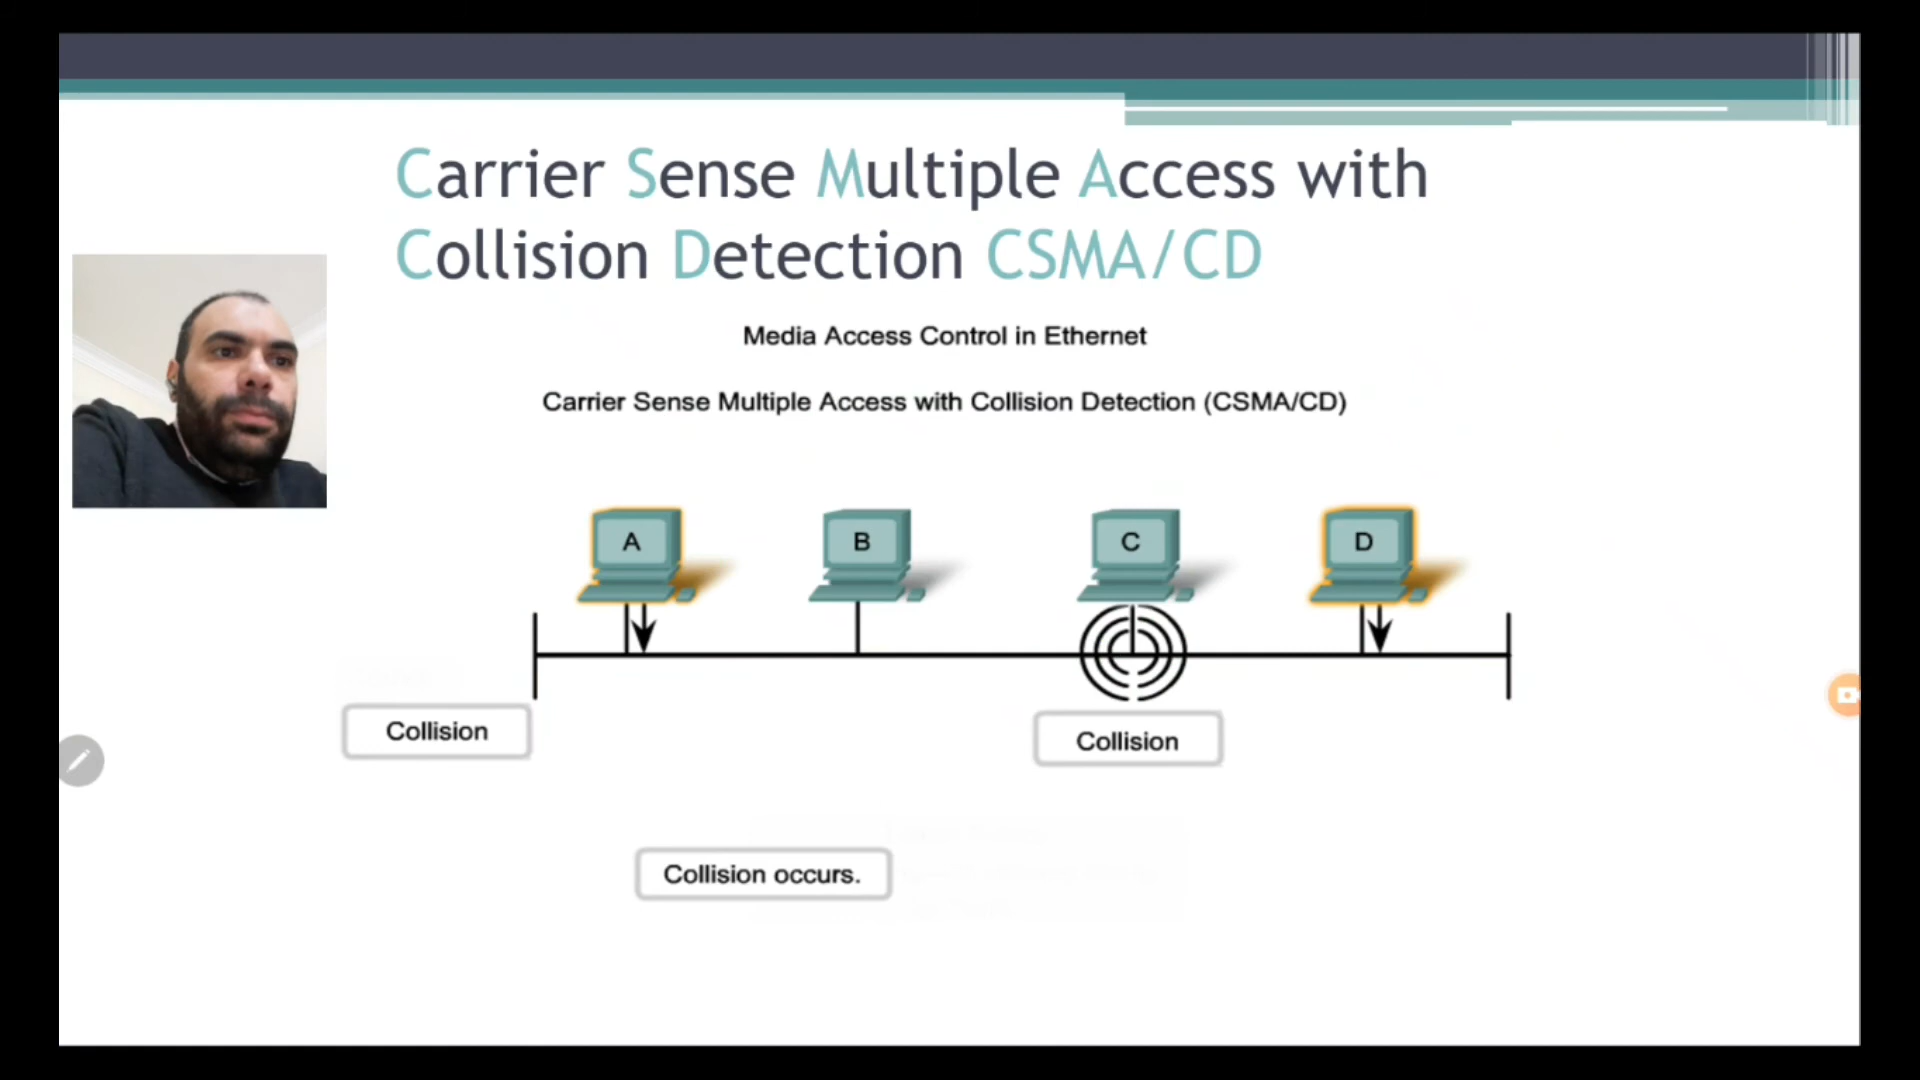 Carrier Sense Multiple Access with
Collision Detection CSMA/CD
Media Access Control in Ethernet
Carrier Sense Multiple Access with Collision Detection (CSMA/CD)
A B C D
Collision
Collision
Collision occurs.